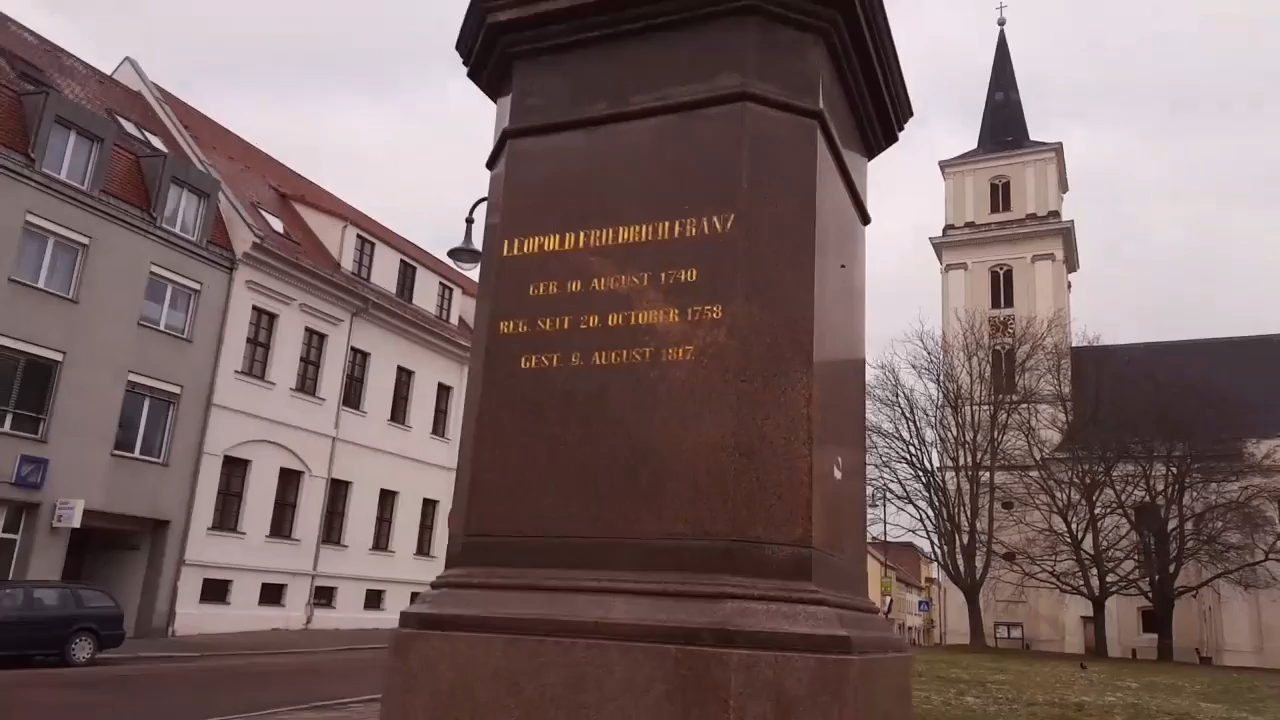 LEOPOLD FRIEDRICH FRANZ
GEB. 10. AUGUST 1740
REG. SEIT 20. OCTOBER 1758
GEST. 9. AUGUST 1817.